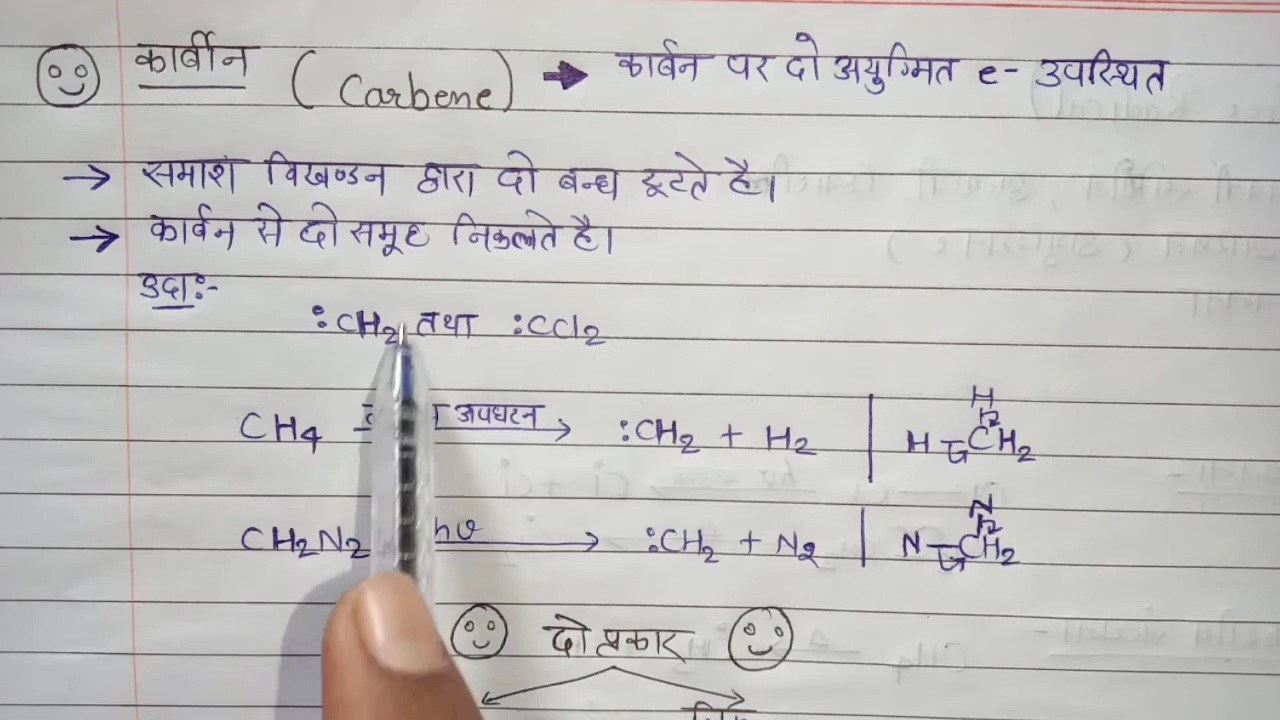 कार्बीन (Carbene) → कार्बन पर दो अयुग्मित e- उपस्थित
→ समाश विखण्डन द्वारा दो बन्ध टूटते है।
→ कार्बन से दो समूह निकलते है।
उदा:-
:CH2 तथा :CCl2
CH4 अपघटन → :CH2 + H2 | H CH2 H
CH2N2 hν → :CH2 + N2 | N CH2 N
दो प्रकार